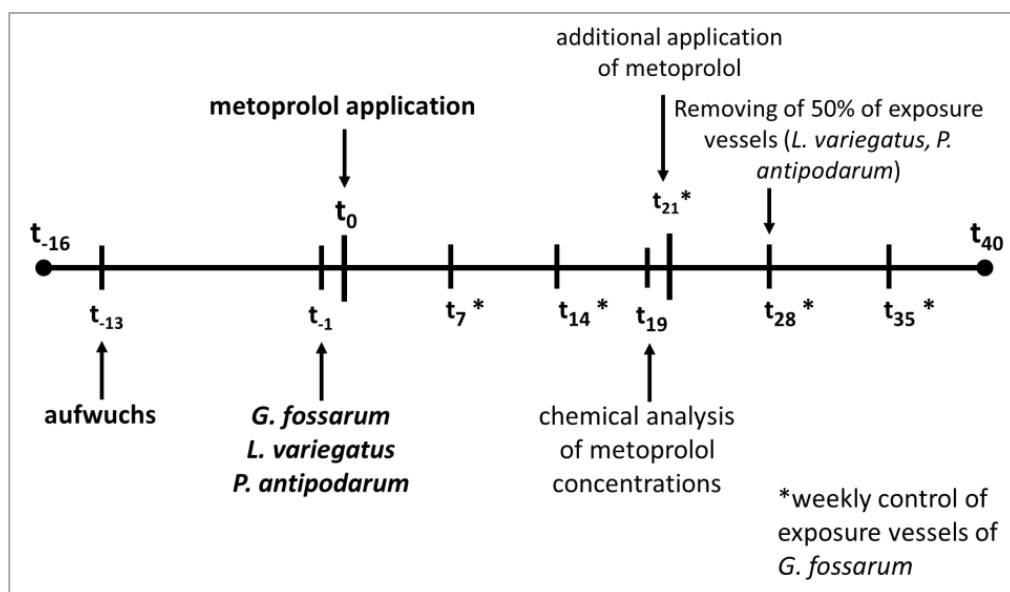 additional application
of metoprolol
metoprolol application
Removing of 50% of exposure
vessels (L. variegatus, P.
antipodarum)
t-16
t0
t21*
t40
t-13
t-1
t7 *
t14 *
t19
t28 *
t35 *
aufwuchs
G. fossarum
L. variegatus
P. antipodarum
chemical analysis
of metoprolol
concentrations
*weekly control of
exposure vessels of
G. fossarum